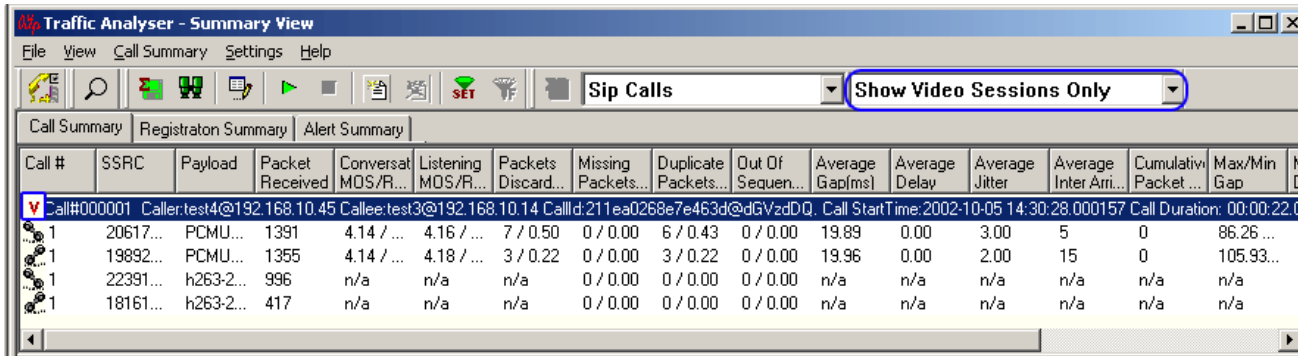 Traffic Analyser - Summary View
File View Call Summary Settings Help
SET Sip Calls Show Video Sessions Only
Call Summary Registraton Summary Alert Summary
Call # SSRC Payload Packet Received Conversat MOS/R... Listening MOS/R... Packets Discard... Missing Packets... Duplicate Packets... Out Of Sequen... Average Gap(ms) Average Delay Average Jitter Average Inter Arri... Cumulativ Packet ... Max/Min Gap
V Call#000001 Caller:test4@192.168.10.45 Callee:test3@192.168.10.14 CallId:211ea0268e7e463d@dGVzdDQ. Call StartTime:2002-10-05 14:30:28.000157 Call Duration: 00:00:22.0
1 20617... PCMU... 1391 4.14 / ... 4.16 / ... 7 / 0.50 0 / 0.00 6 / 0.43 0 / 0.00 19.89 0.00 3.00 5 0 86.26 ...
1 19892... PCMU... 1355 4.14 / ... 4.18 / ... 3 / 0.22 0 / 0.00 3 / 0.22 0 / 0.00 19.96 0.00 2.00 15 0 105.93...
1 22391... h263-2... 996 n/a n/a n/a 0 / 0.00 0 / 0.00 0 / 0.00 n/a n/a n/a n/a n/a n/a
1 18161... h263-2... 417 n/a n/a n/a 0 / 0.00 0 / 0.00 0 / 0.00 n/a n/a n/a n/a n/a n/a